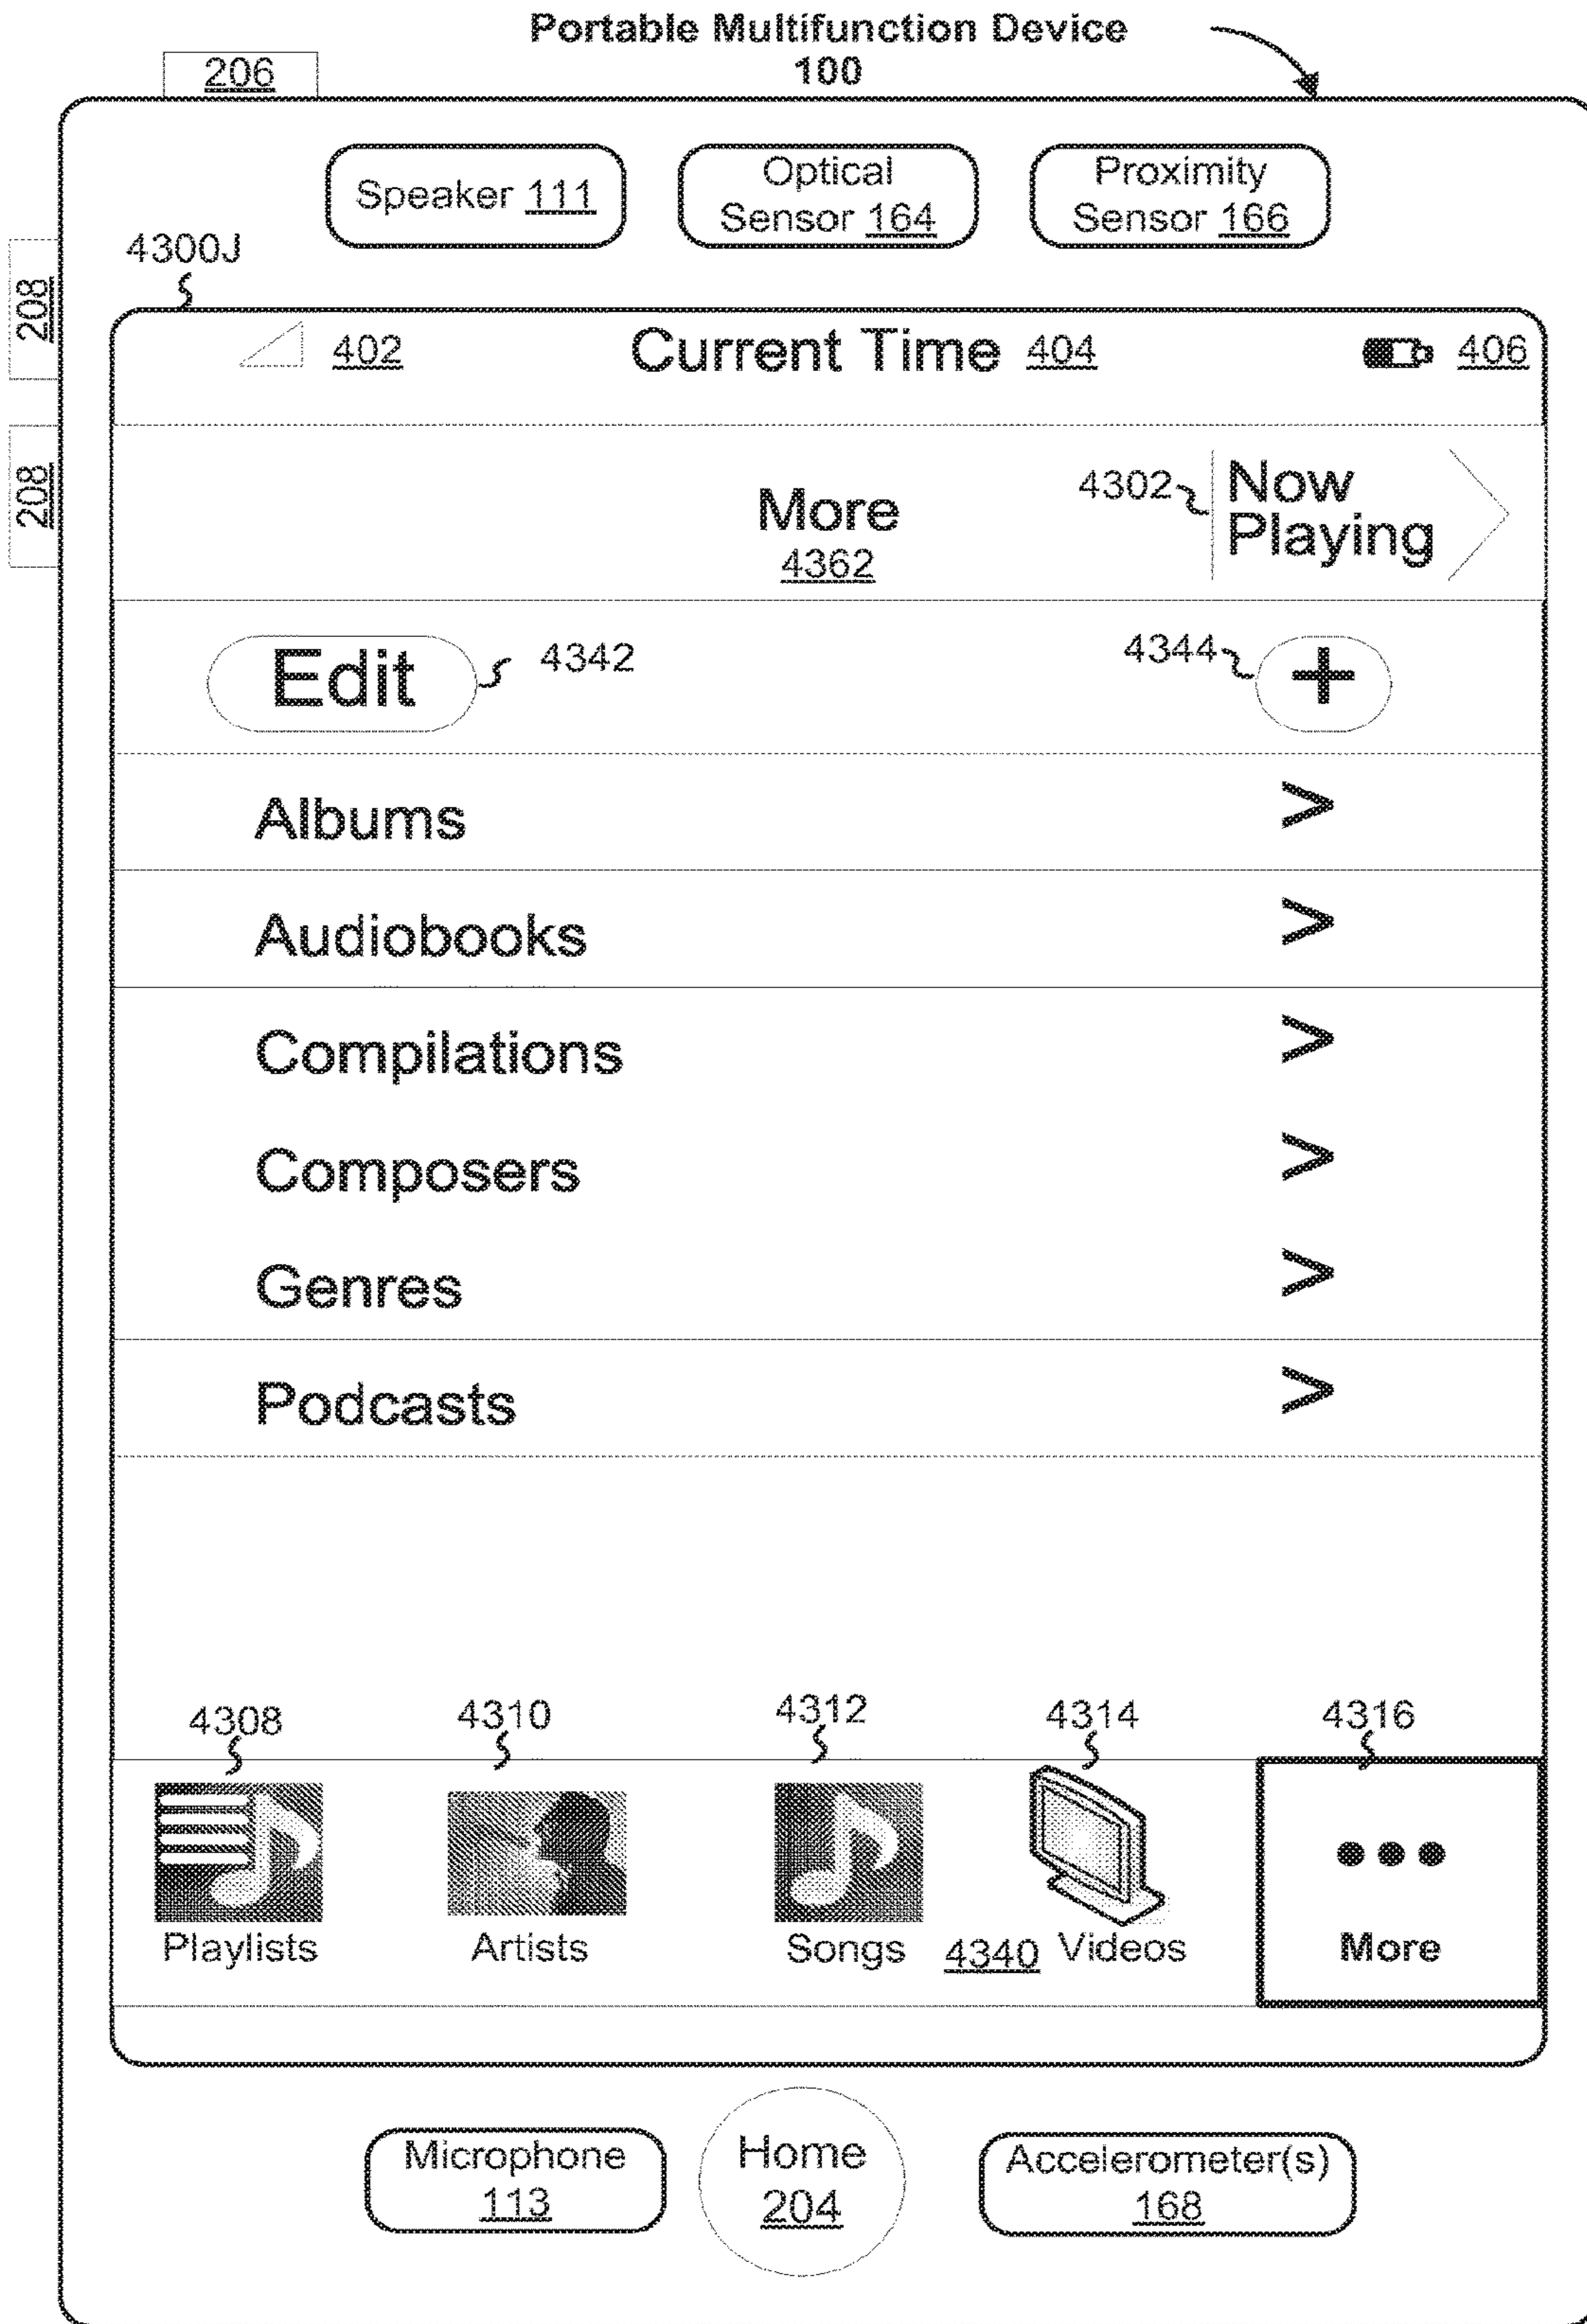 Portable Multifunction Device
100
206
Speaker 111
Optical
Sensor 164
Proximity
Sensor 166
208
208
4300J
402
Current Time 404
406
More
4362
4302
Now
Playing
Edit
4342
4344
+
Albums >
Audiobooks >
Compilations >
Composers >
Genres >
Podcasts >
4308
4310
4312
4314
4316
Playlists
Artists
Songs
4340
Videos
More
Microphone
113
Home
204
Accelerometer(s)
168